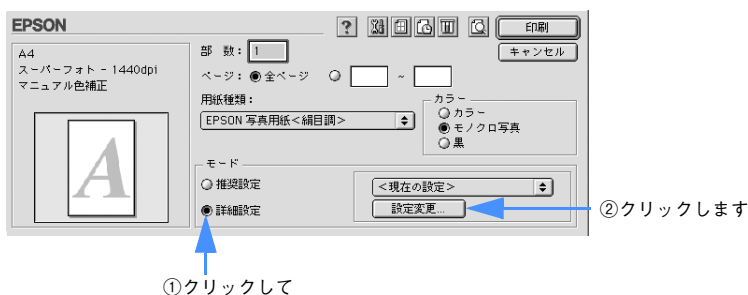 EPSON
? 印刷
A4
スーパーフォト - 1440dpi
マニュアル色補正
A
部 数: 1
キャンセル
ページ: 全ページ ~
用紙種類:
EPSON 写真用紙<絹目調>
カラー
カラー
モノクロ写真
黒
モード
推奨設定
<現在の設定>
詳細設定
設定変更...
②クリックします
①クリックして